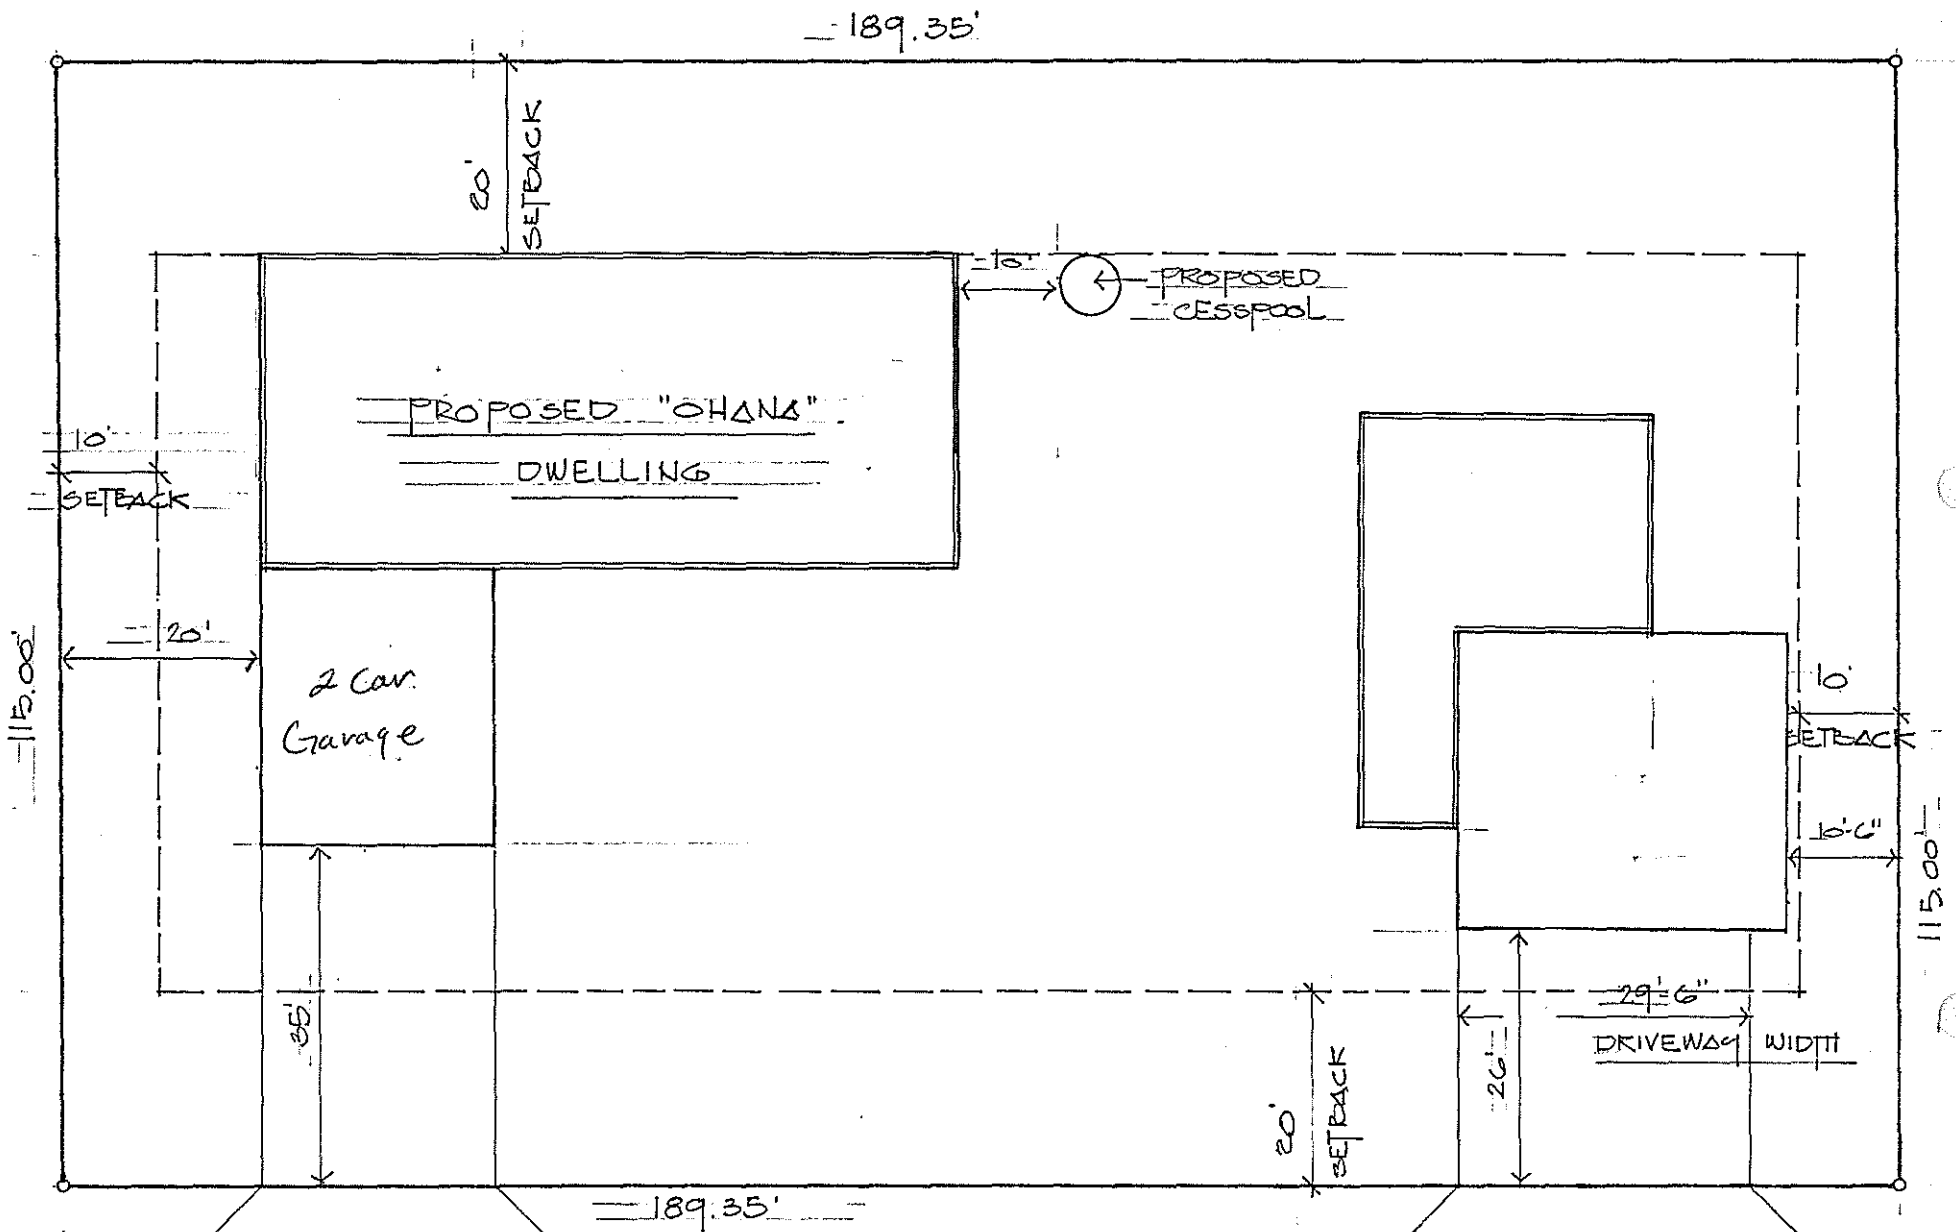 189.35'
20'
SETBACK
10'
PROPOSED
CESSPOOL
PROPOSED "OHANA"
DWELLING
10'
SETBACK
20'
115.00'
2 Car
Garage
10'
SETBACK
10'-6"
115.00'
35'
29'-6"
DRIVEWAY WIDTH
26'
20'
SETBACK
189.35'